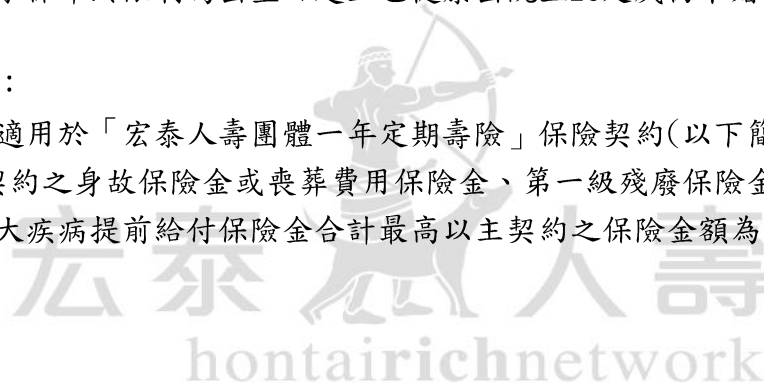 ：
適用於「宏泰人壽團體一年定期壽險」保險契約(以下簡
契約之身故保險金或喪葬費用保險金、第一級殘廢保險金
大疾病提前給付保險金合計最高以主契約之保險金額為
宏泰人壽
hontairichnetwork